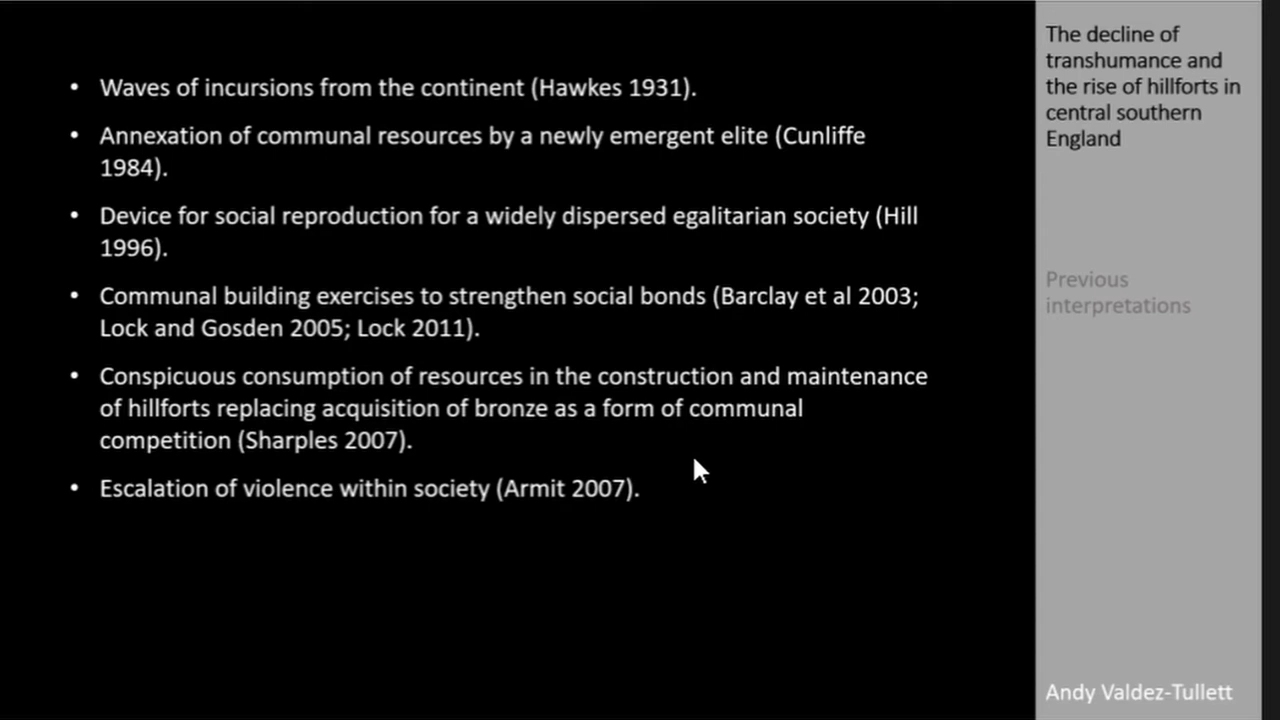 • Waves of incursions from the continent (Hawkes 1931).
• Annexation of communal resources by a newly emergent elite (Cunliffe
1984).
• Device for social reproduction for a widely dispersed egalitarian society (Hill
1996).
• Communal building exercises to strengthen social bonds (Barclay et al 2003;
Lock and Gosden 2005; Lock 2011).
• Conspicuous consumption of resources in the construction and maintenance
of hillforts replacing acquisition of bronze as a form of communal
competition (Sharples 2007).
• Escalation of violence within society (Armit 2007).
The decline of
transhumance and
the rise of hillforts in
central southern
England
Previous
interpretations
Andy Valdez-Tullett